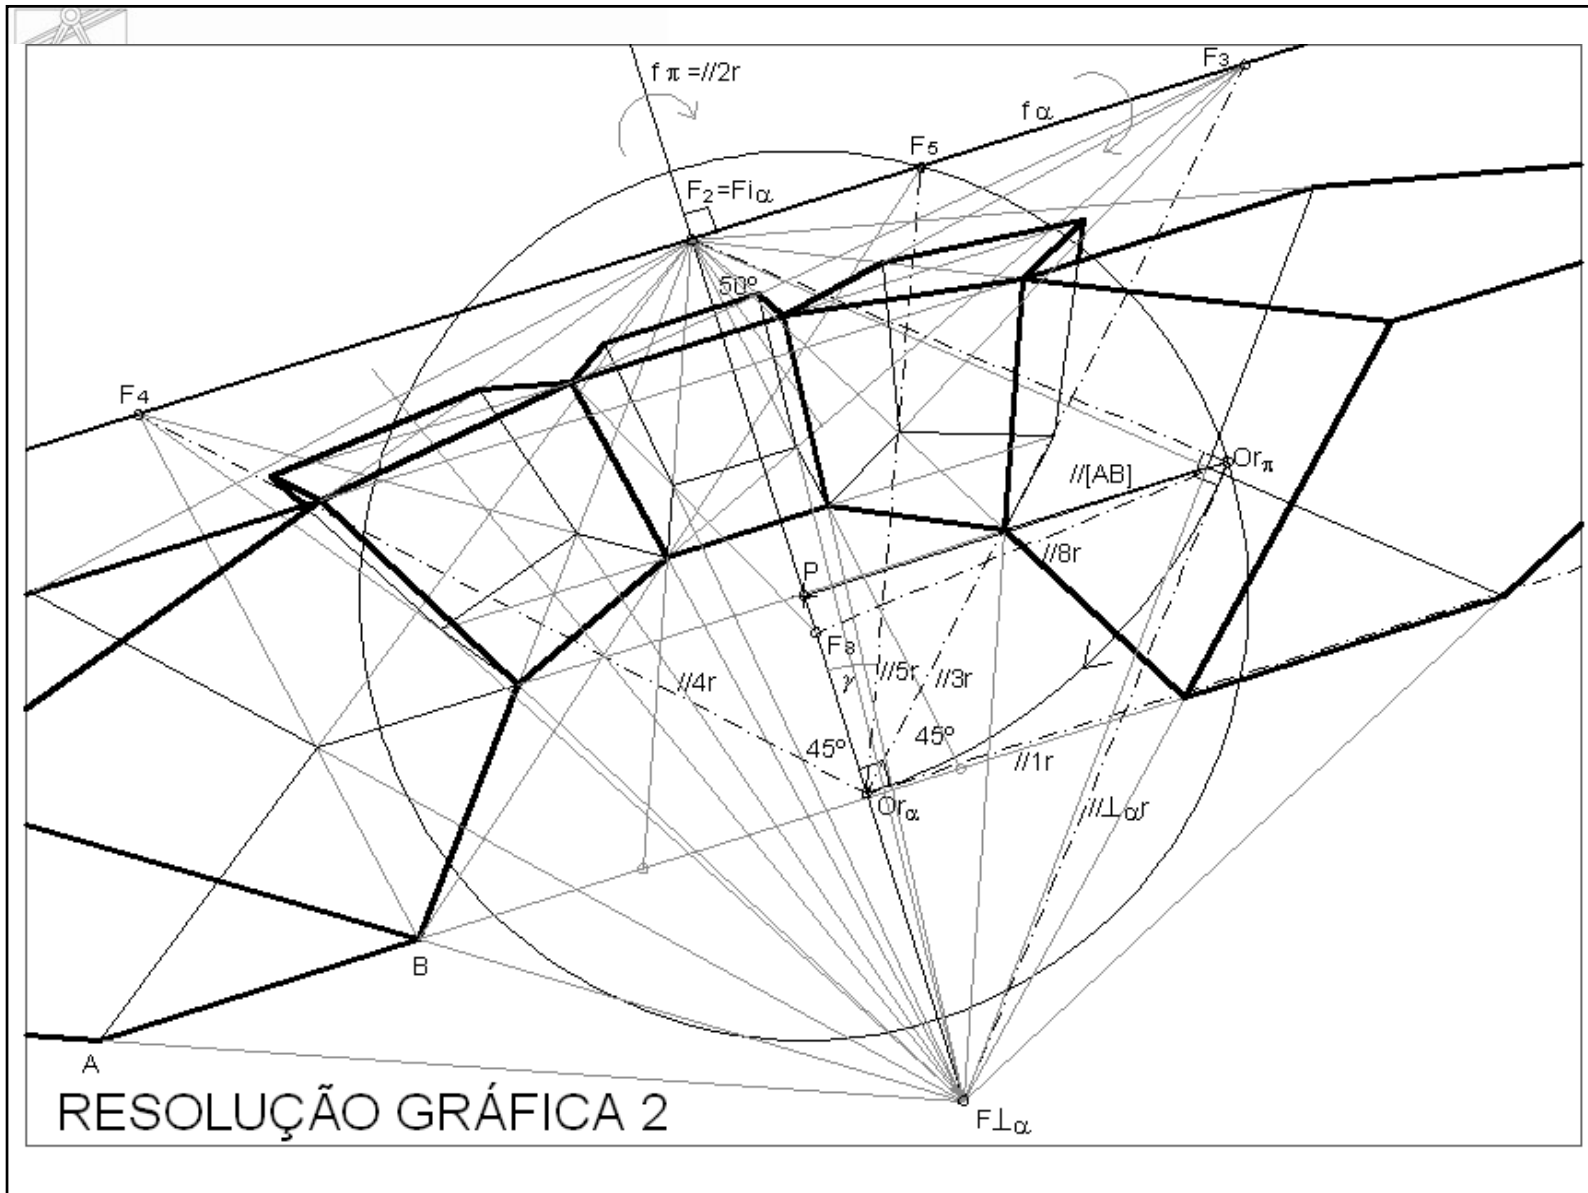 F3
fπ=//2r
fα
F5
F2=Fiα
50º
F4
Orπ
//[AB]
//8r
P
F8
//4r
γ
//5r
//3r
45º
45º
//1r
Orα
//⊥αr
B
A
F⊥α
RESOLUÇÃO GRÁFICA 2